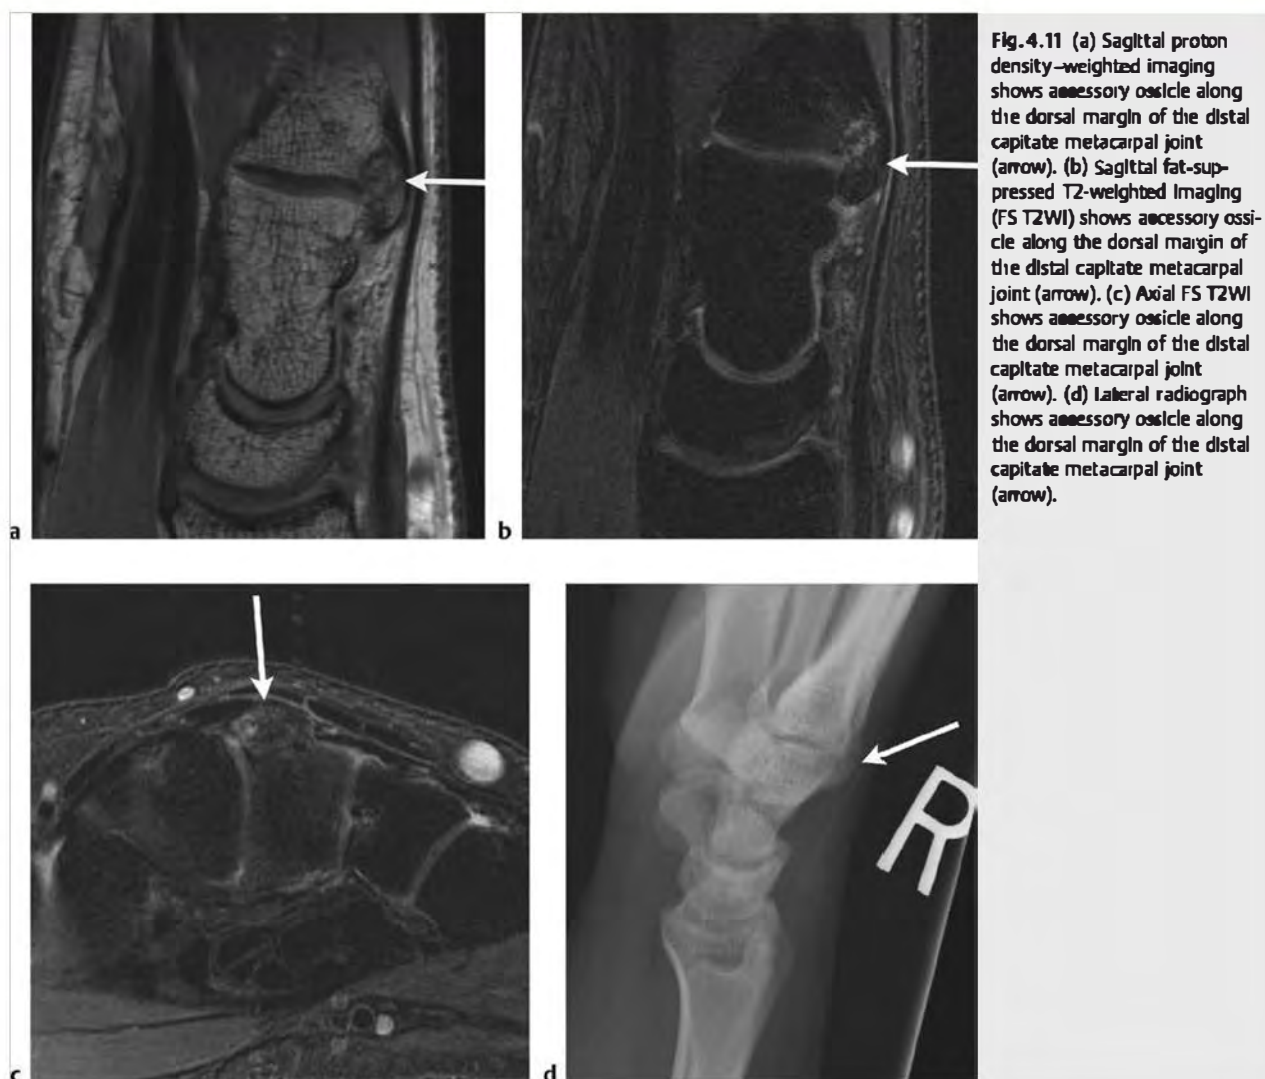 a
b
c
d
R
Fig. 4.11 (a) Sagittal proton
density–weighted imaging
shows accessory ossicle along
the dorsal margin of the distal
capitate metacarpal joint
(arrow). (b) Sagittal fat-sup-
pressed T2-weighted imaging
(FS T2WI) shows accessory ossi-
cle along the dorsal margin of
the distal capitate metacarpal
joint (arrow). (c) Axial FS T2WI
shows accessory ossicle along
the dorsal margin of the distal
capitate metacarpal joint
(arrow). (d) Lateral radiograph
shows accessory ossicle along
the dorsal margin of the distal
capitate metacarpal joint
(arrow).